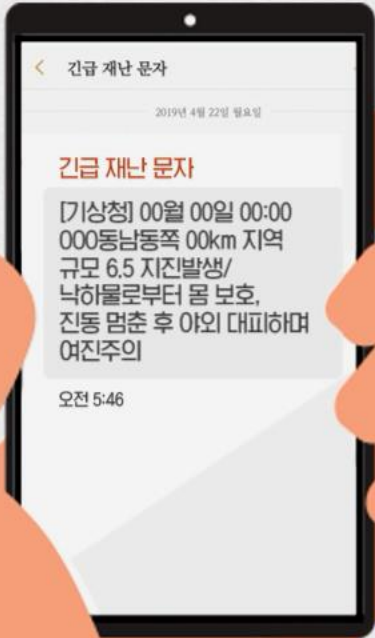 긴급 재난 문자
2019년 4월 22일 월요일
긴급 재난 문자
[기상청] 00월 00일 00:00
000동남동쪽 00km 지역
규모 6.5 지진발생/
낙하물로부터 몸 보호,
진동 멈춘 후 야외 대피하며
여진주의
오전 5:46